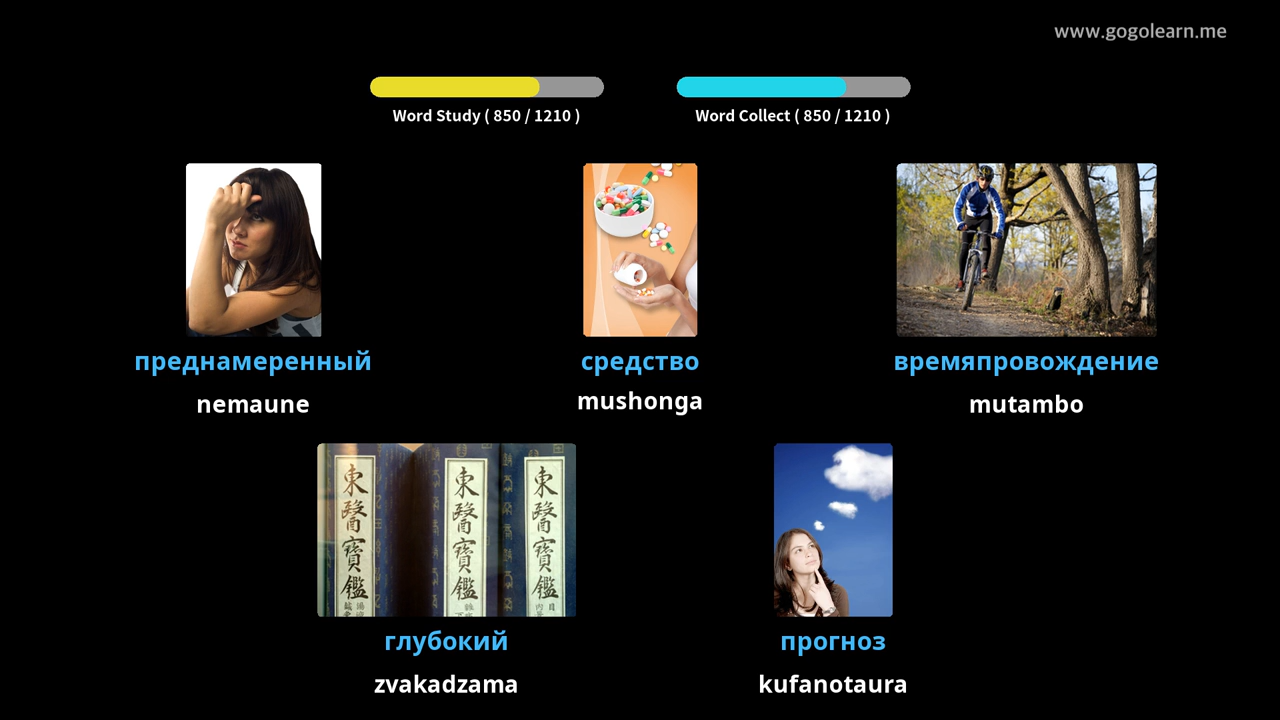 www.gogolearn.me
Word Study ( 850 / 1210 )
Word Collect ( 850 / 1210 )
преднамеренный
nemaune
средство
mushonga
времяпровождение
mutambo
東醫寶鑑
東醫寶鑑
東醫寶鑑
глубокий
zvakadzama
прогноз
kufanotaura